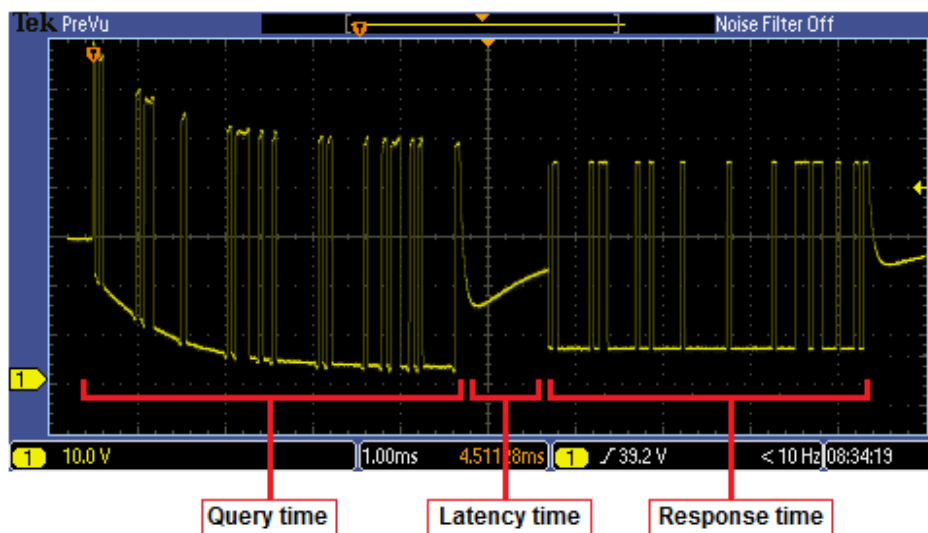 Tek PreVu Noise Filter Off
T
T
1
1 10.0 V 1.00ms 4.51128ms 1 39.2 V < 10 Hz 08:34:19
Query time Latency time Response time